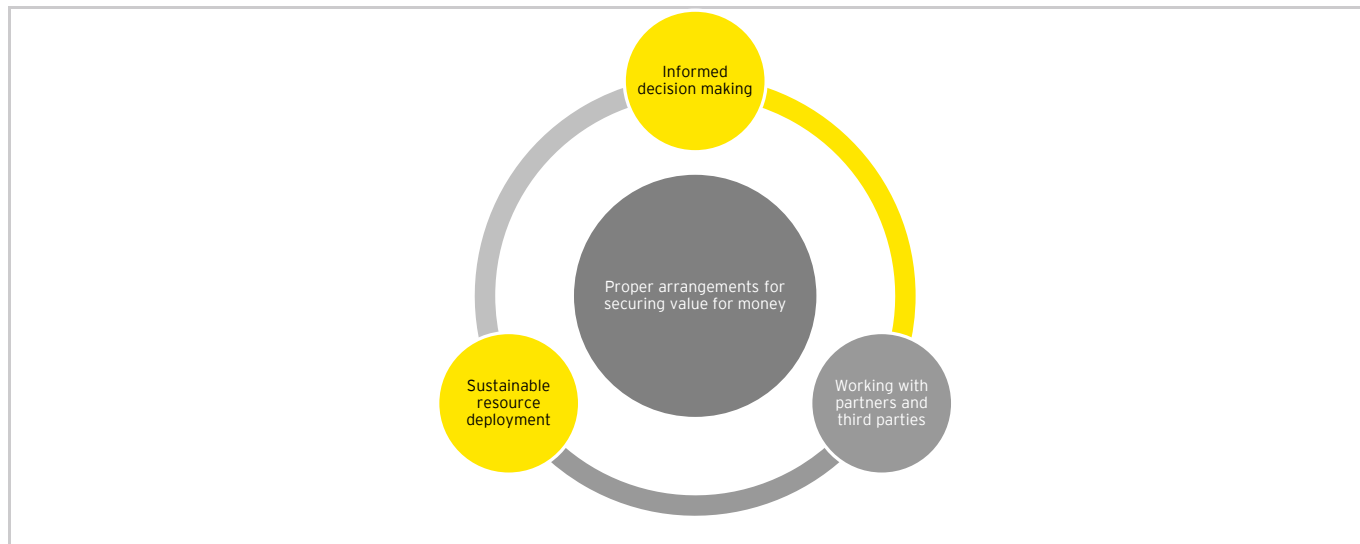 Informed
decision making
Proper arrangements for
securing value for money
Sustainable
resource
deployment
Working with
partners and
third parties